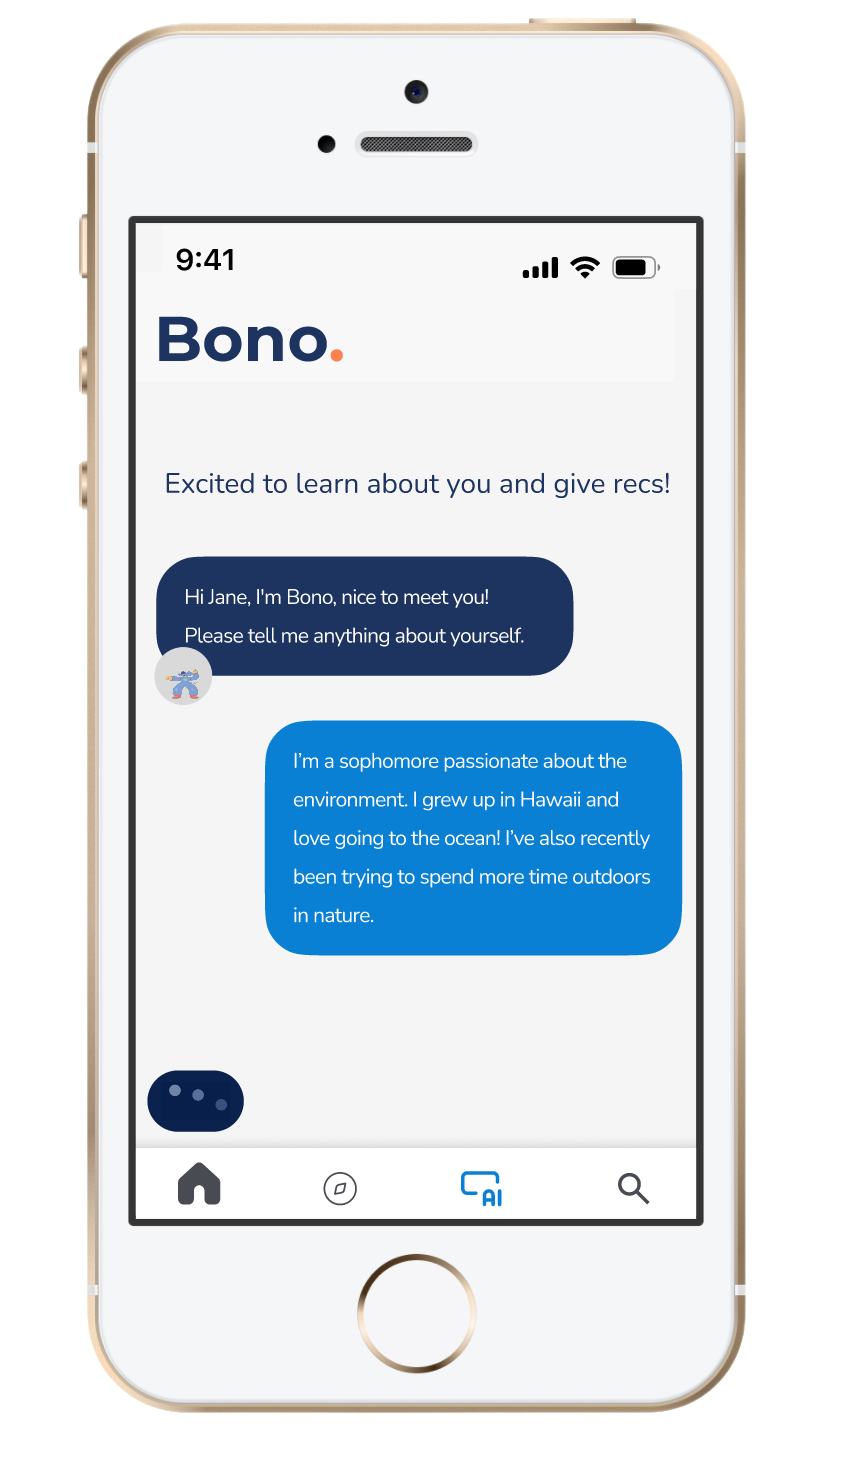 9:41
Bono.
Excited to learn about you and give recs!
Hi Jane, I'm Bono, nice to meet you!
Please tell me anything about yourself.
I’m a sophomore passionate about the
environment. I grew up in Hawaii and
love going to the ocean! I’ve also recently
been trying to spend more time outdoors
in nature.
AI